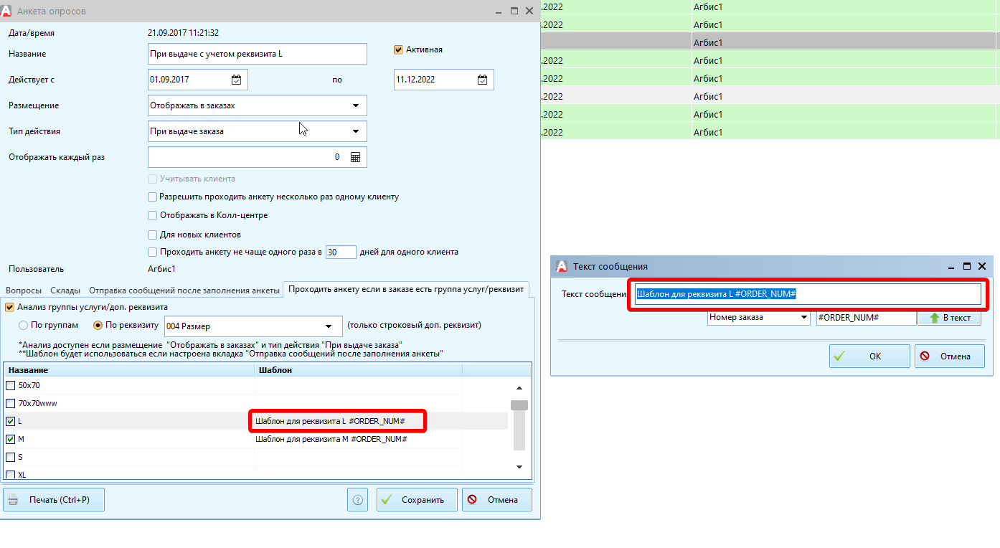 Анкета опросов
Дата/время 21.09.2017 11:21:32
Название При выдаче с учетом реквизита L Активная
Действует с 01.09.2017 по 11.12.2022
Размещение Отображать в заказах
Тип действия При выдаче заказа
Отображать каждый раз 0
Учитывать клиента
Разрешить проходить анкету несколько раз одному клиенту
Отображать в Колл-центре
Для новых клиентов
Проходить анкету не чаще одного раза в 30 дней для одного клиента
Пользователь Агбис1
Вопросы Склады Отправка сообщений после заполнения анкеты Проходить анкету если в заказе есть группа услуг/реквизит
Анализ группы услуги/доп. реквизита
По группам По реквизиту 004 Размер (только строковый доп. реквизит)
*Анализ доступен если размещение "Отображать в заказах" и тип действия "При выдаче заказа"
**Шаблон будет использоваться если настроена вкладка "Отправка сообщений после заполнения анкеты"
Название Шаблон
50x70
70x70www
L Шаблон для реквизита L #ORDER_NUM#
M Шаблон для реквизита M #ORDER_NUM#
S
XL
Печать (Ctrl+P) Сохранить Отмена
.2022 Агбис1
.2022 Агбис1
Агбис1
.2022 Агбис1
.2022 Агбис1
.2022 Агбис1
.2022 Агбис1
.2022 Агбис1
Текст сообщения
Текст сообщения Шаблон для реквизита L #ORDER_NUM#
Номер заказа #ORDER_NUM# В текст
OK Отмена